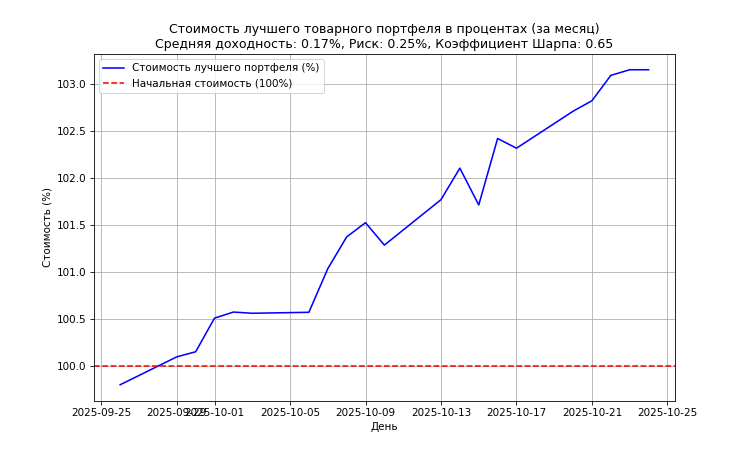 Стоимость лучшего товарного портфеля в процентах (за месяц)
Средняя доходность: 0.17%, Риск: 0.25%, Коэффициент Шарпа: 0.65
Стоимость лучшего портфеля (%)
Начальная стоимость (100%)
Стоимость (%)
103.0
102.5
102.0
101.5
101.0
100.5
100.0
2025-09-25 2025-09-29 2025-10-01 2025-10-05 2025-10-09 2025-10-13 2025-10-17 2025-10-21 2025-10-25
День